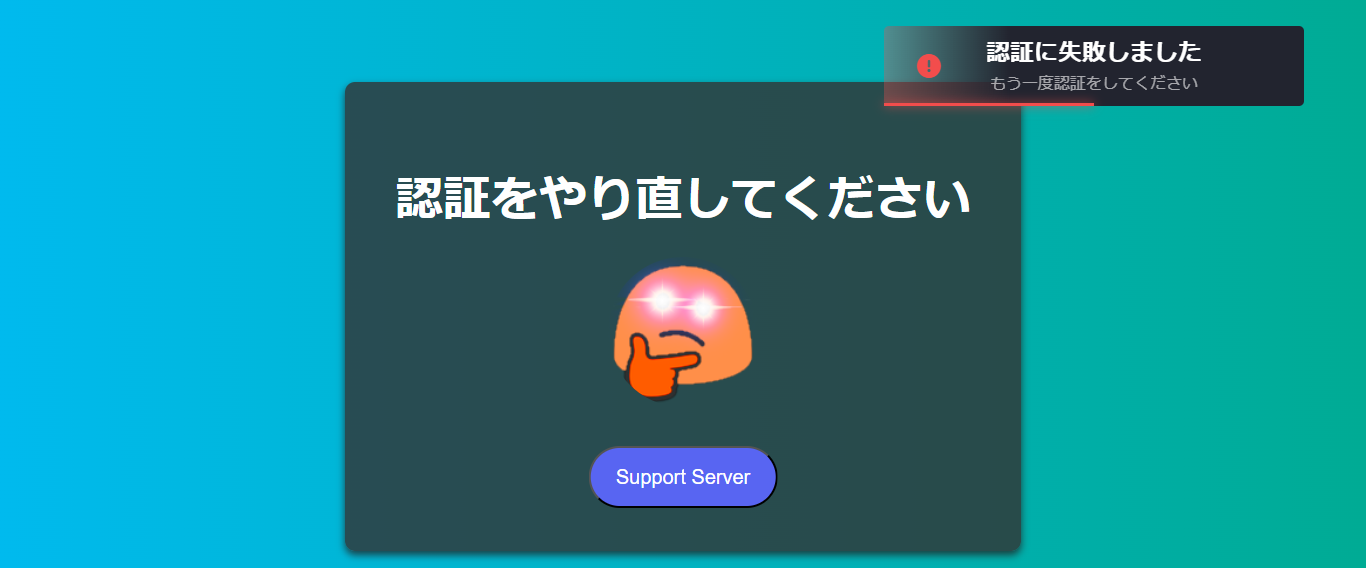 認証に失敗しました
もう一度認証をしてください
認証をやり直してください
Support Server